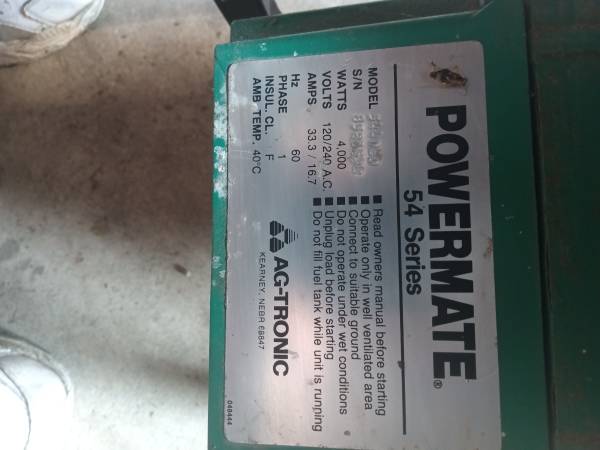 POWERMATE®
54 Series
MODEL
S/N
WATTS 4,000
VOLTS 120/240 A.C.
AMPS 33.3 / 16.7
Hz 60
PHASE 1
INSUL. CL. F
AMB. TEMP. 40°C
■ Read owners manual before starting
■ Operate only in well ventilated area
■ Connect to suitable ground
■ Do not operate under wet conditions
■ Unplug load before starting
■ Do not fill fuel tank while unit is running
AG-TRONIC
KEARNEY, NEBR 68847
048444